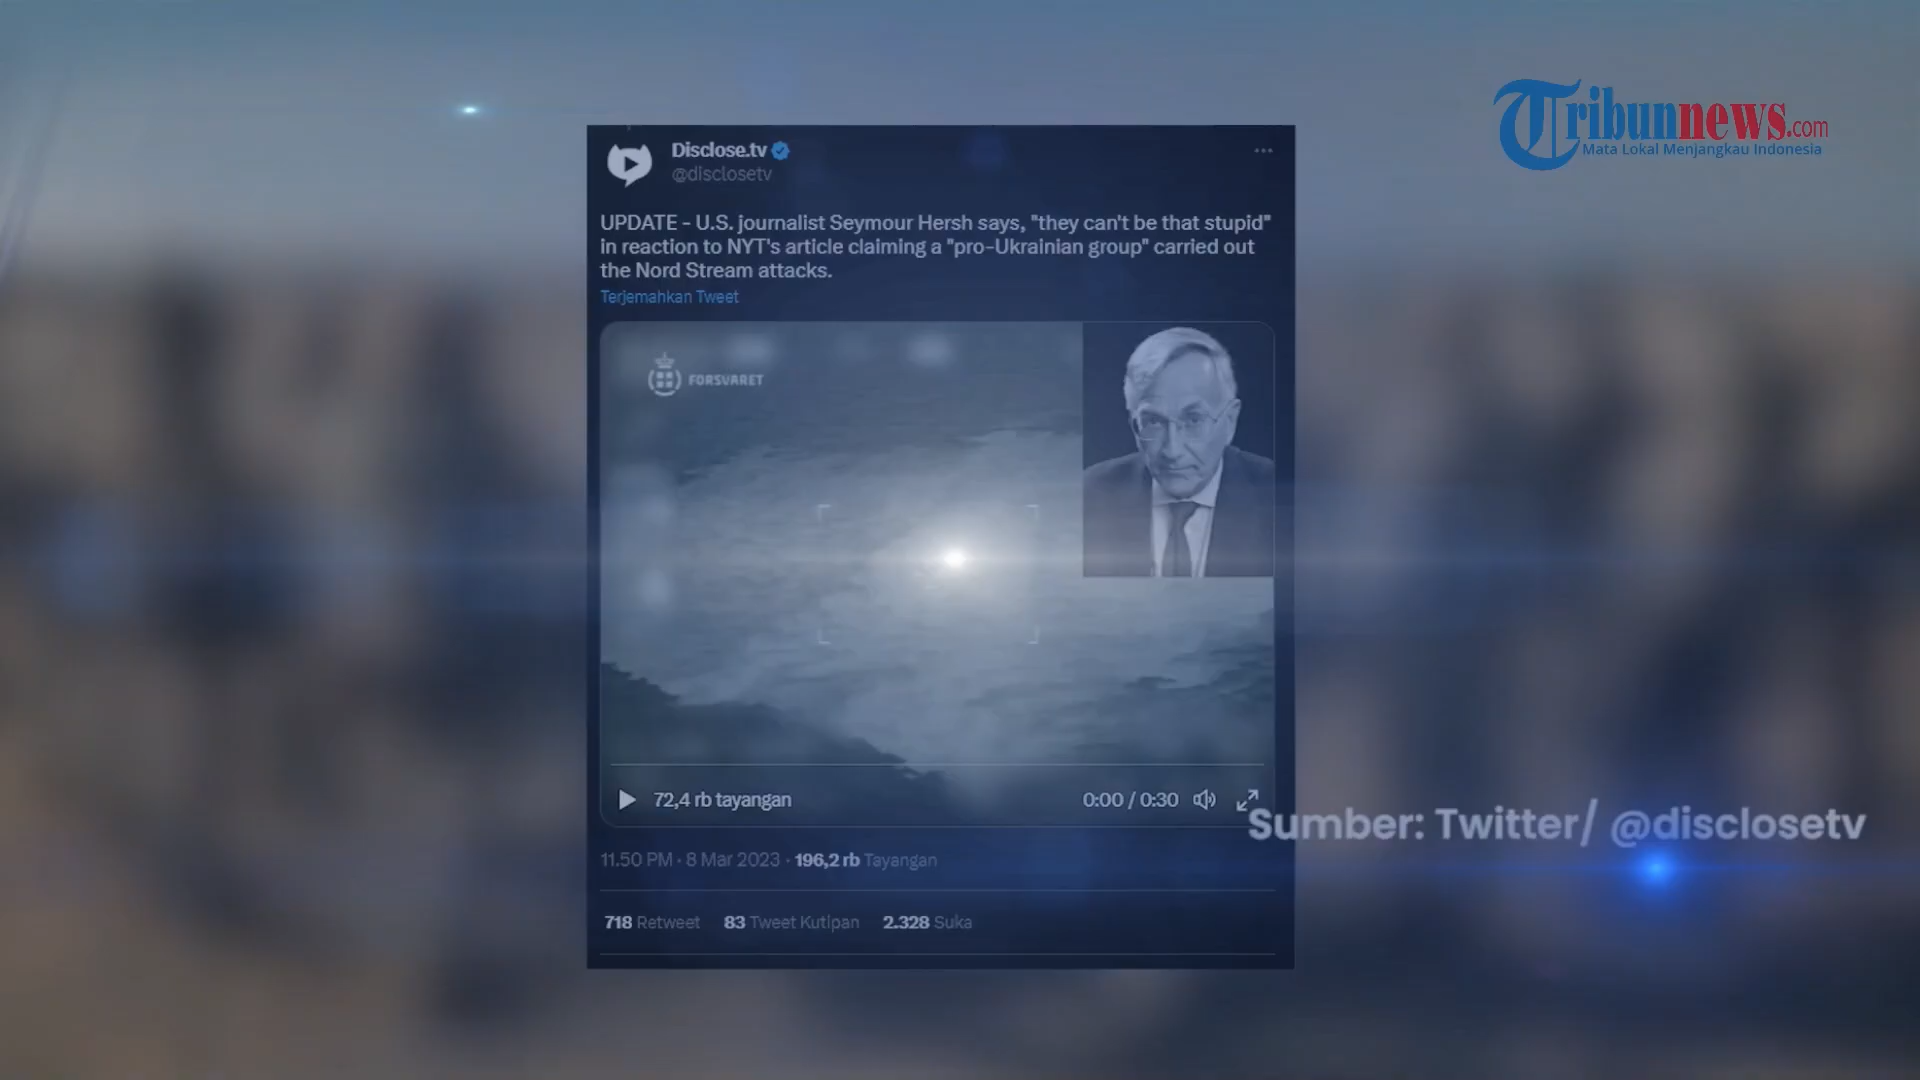 Tribunnews.com
Mata Lokal Menjangkau Indonesia
Disclose.tv
@disclosetv
UPDATE - U.S. journalist Seymour Hersh says, "they can't be that stupid"
in reaction to NYT's article claiming a "pro-Ukrainian group" carried out
the Nord Stream attacks.
Terjemahkan Tweet
FORSVARET
72,4 rb tayangan
0:00 / 0:30
Sumber: Twitter/ @disclosetv
11.50 PM · 8 Mar 2023 · 196,2 rb Tayangan
718 Retweet 83 Tweet Kutipan 2.328 Suka